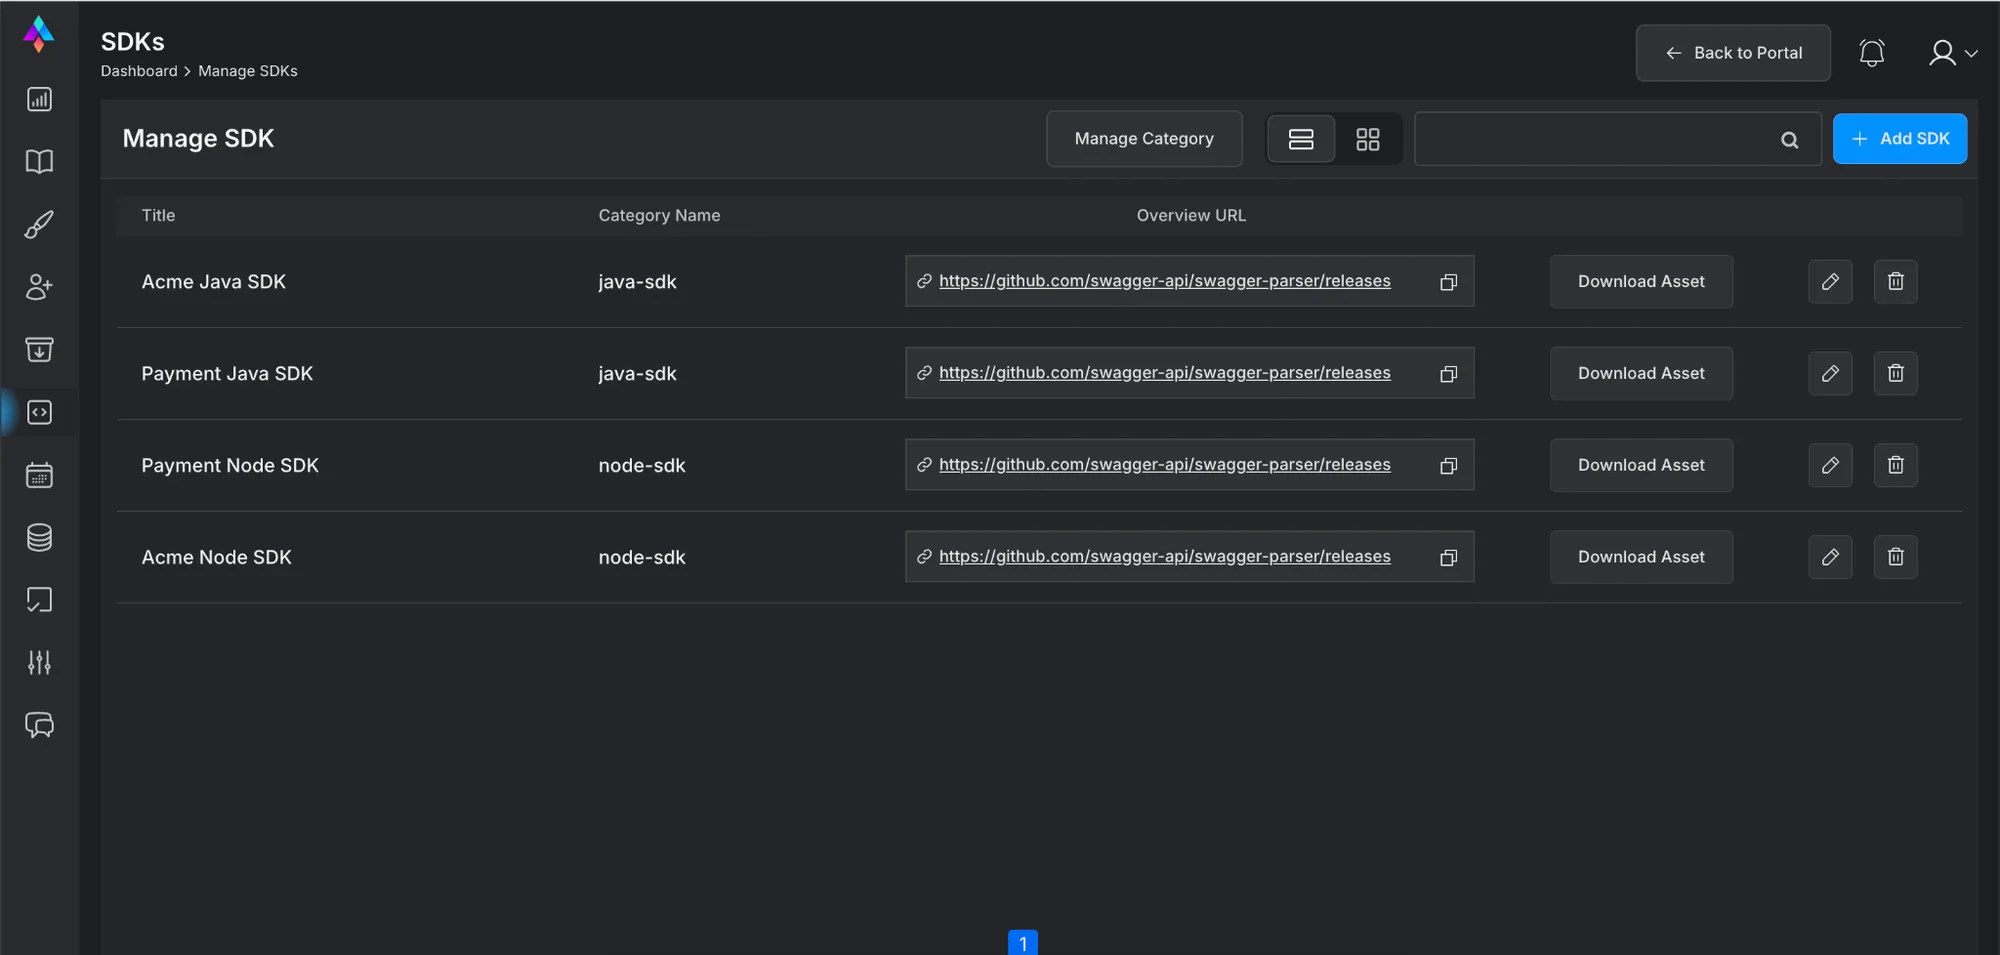 SDKs
Dashboard > Manage SDKs
Back to Portal
Manage SDK
Manage Category
Add SDK
Title Category Name Overview URL
Acme Java SDK java-sdk https://github.com/swagger-api/swagger-parser/releases Download Asset
Payment Java SDK java-sdk https://github.com/swagger-api/swagger-parser/releases Download Asset
Payment Node SDK node-sdk https://github.com/swagger-api/swagger-parser/releases Download Asset
Acme Node SDK node-sdk https://github.com/swagger-api/swagger-parser/releases Download Asset
1